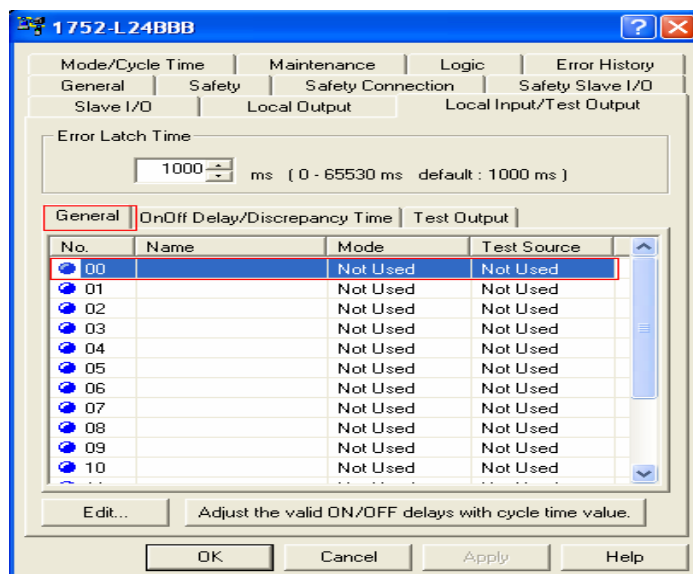 1752-L24BBB
Mode/Cycle Time Maintenance Logic Error History
General Safety Safety Connection Safety Slave I/O
Slave I/O Local Output Local Input/Test Output
Error Latch Time
1000 ms ( 0 - 65530 ms default : 1000 ms )
General OnOff Delay/Discrepancy Time Test Output
No. Name Mode Test Source
00 Not Used Not Used
01 Not Used Not Used
02 Not Used Not Used
03 Not Used Not Used
04 Not Used Not Used
05 Not Used Not Used
06 Not Used Not Used
07 Not Used Not Used
08 Not Used Not Used
09 Not Used Not Used
10 Not Used Not Used
Edit... Adjust the valid ON/OFF delays with cycle time value.
OK Cancel Apply Help